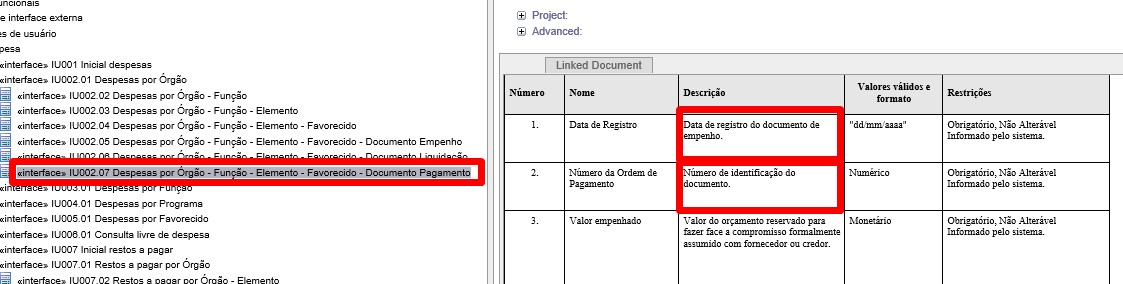 uncionais
e interface externa
es de usuário
pesa
«interface» IU001 Inicial despesas
«interface» IU002.01 Despesas por Órgão
«interface» IU002.02 Despesas por Órgão - Função
«interface» IU002.03 Despesas por Órgão - Função - Elemento
«interface» IU002.04 Despesas por Órgão - Função - Elemento - Favorecido
«interface» IU002.05 Despesas por Órgão - Função - Elemento - Favorecido - Documento Empenho
«interface» IU002.06 Despesas por Órgão - Função - Elemento - Favorecido - Documento Liquidação
«interface» IU002.07 Despesas por Órgão - Função - Elemento - Favorecido - Documento Pagamento
«interface» IU003.01 Despesas por Função
«interface» IU004.01 Despesas por Programa
«interface» IU005.01 Despesas por Favorecido
«interface» IU006.01 Consulta livre de despesa
«interface» IU007 Inicial restos a pagar
«interface» IU007.01 Restos a pagar por Órgão
«interface» IU007.02 Restos a pagar por Órgão - Elemento
Project:
Advanced:
Linked Document
Número Nome Descrição Valores válidos e
formato Restrições
1. Data de Registro Data de registro do documento de
empenho. "dd/mm/aaaa" Obrigatório, Não Alterável
Informado pelo sistema.
2. Número da Ordem de
Pagamento Número de identificação do
documento. Numérico Obrigatório, Não Alterável
Informado pelo sistema.
3. Valor empenhado Valor do orçamento reservado para
fazer face a compromisso formalmente
assumido com fornecedor ou credor. Monetário Obrigatório, Não Alterável
Informado pelo sistema.